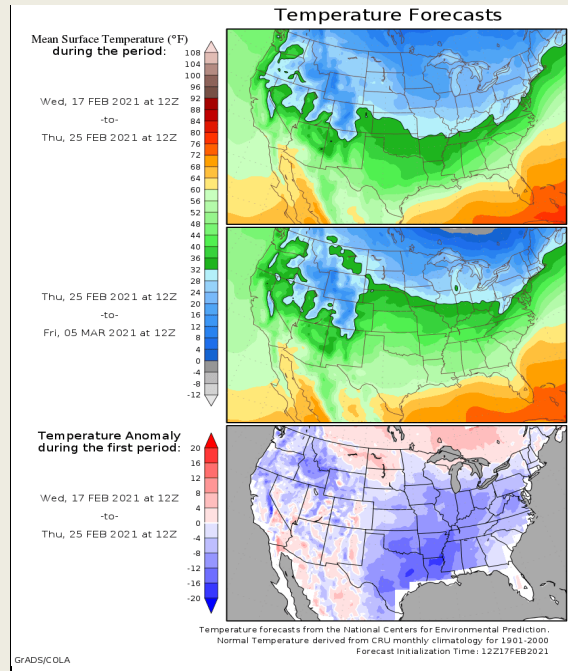 Temperature Forecasts
Mean Surface Temperature (°F)
during the period:
108
104
100
96
92
88
84
80
76
72
68
64
60
56
52
48
44
40
36
32
28
24
20
16
12
8
4
0
-4
-8
-12
Wed, 17 FEB 2021 at 12Z
-to-
Thu, 25 FEB 2021 at 12Z
Thu, 25 FEB 2021 at 12Z
-to-
Fri, 05 MAR 2021 at 12Z
Temperature Anomaly
during the first period:
20
16
12
8
4
0
-4
-8
-12
-16
-20
Wed, 17 FEB 2021 at 12Z
-to-
Thu, 25 FEB 2021 at 12Z
Temperature forecasts from the National Centers for Environmental Prediction.
Normal Temperature derived from CRU monthly climatology for 1901-2000
Forecast Initialization Time: 12Z17FEB2021
GrADS/COLA